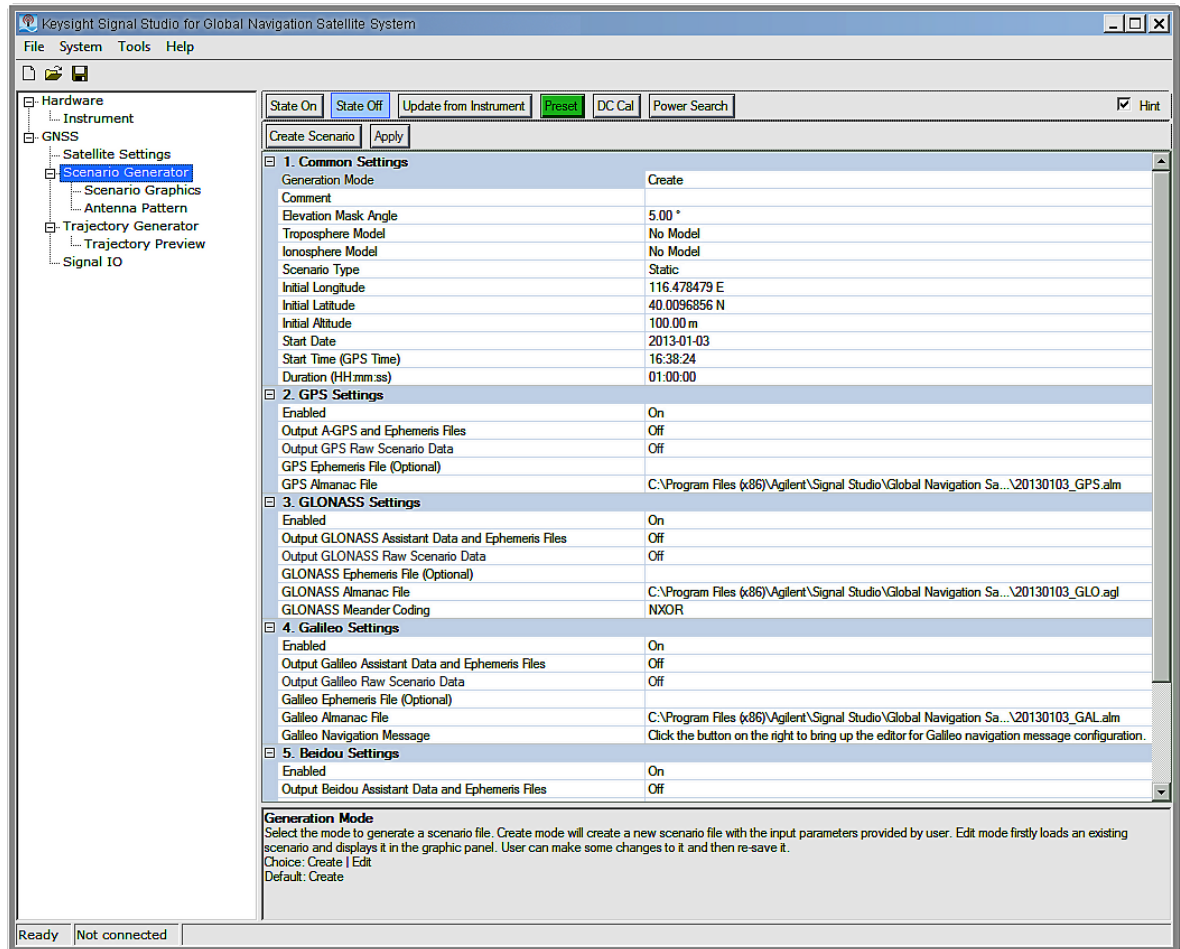 Keysight Signal Studio for Global Navigation Satellite System
File System Tools Help
Hardware
Instrument
GNSS
Satellite Settings
Scenario Generator
Scenario Graphics
Antenna Pattern
Trajectory Generator
Trajectory Preview
Signal IO
State On State Off Update from Instrument Preset DC Cal Power Search Hint
Create Scenario Apply
1. Common Settings
Generation Mode Create
Comment
Elevation Mask Angle 5.00 °
Troposphere Model No Model
Ionosphere Model No Model
Scenario Type Static
Initial Longitude 116.478479 E
Initial Latitude 40.0096856 N
Initial Altitude 100.00 m
Start Date 2013-01-03
Start Time (GPS Time) 16:38:24
Duration (HH:mm:ss) 01:00:00
2. GPS Settings
Enabled On
Output A-GPS and Ephemeris Files Off
Output GPS Raw Scenario Data Off
GPS Ephemeris File (Optional)
GPS Almanac File C:\Program Files (x86)\Agilent\Signal Studio\Global Navigation Sa...\20130103_GPS.alm
3. GLONASS Settings
Enabled On
Output GLONASS Assistant Data and Ephemeris Files Off
Output GLONASS Raw Scenario Data Off
GLONASS Ephemeris File (Optional)
GLONASS Almanac File C:\Program Files (x86)\Agilent\Signal Studio\Global Navigation Sa...\20130103_GLO.agl
GLONASS Meander Coding NXOR
4. Galileo Settings
Enabled On
Output Galileo Assistant Data and Ephemeris Files Off
Output Galileo Raw Scenario Data Off
Galileo Ephemeris File (Optional)
Galileo Almanac File C:\Program Files (x86)\Agilent\Signal Studio\Global Navigation Sa...\20130103_GAL.alm
Galileo Navigation Message Click the button on the right to bring up the editor for Galileo navigation message configuration.
5. Beidou Settings
Enabled On
Output Beidou Assistant Data and Ephemeris Files Off
Generation Mode
Select the mode to generate a scenario file. Create mode will create a new scenario file with the input parameters provided by user. Edit mode firstly loads an existing
scenario and displays it in the graphic panel. User can make some changes to it and then re-save it.
Choice: Create | Edit
Default: Create
Ready Not connected